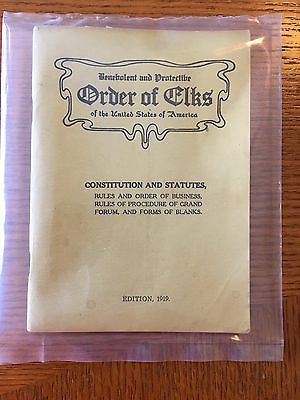 Benevolent and Protective
Order of Elks
of the United States of America
CONSTITUTION AND STATUTES,
RULES AND ORDER OF BUSINESS,
RULES OF PROCEDURE OF GRAND
FORUM, AND FORMS OF BLANKS.
EDITION, 1919.